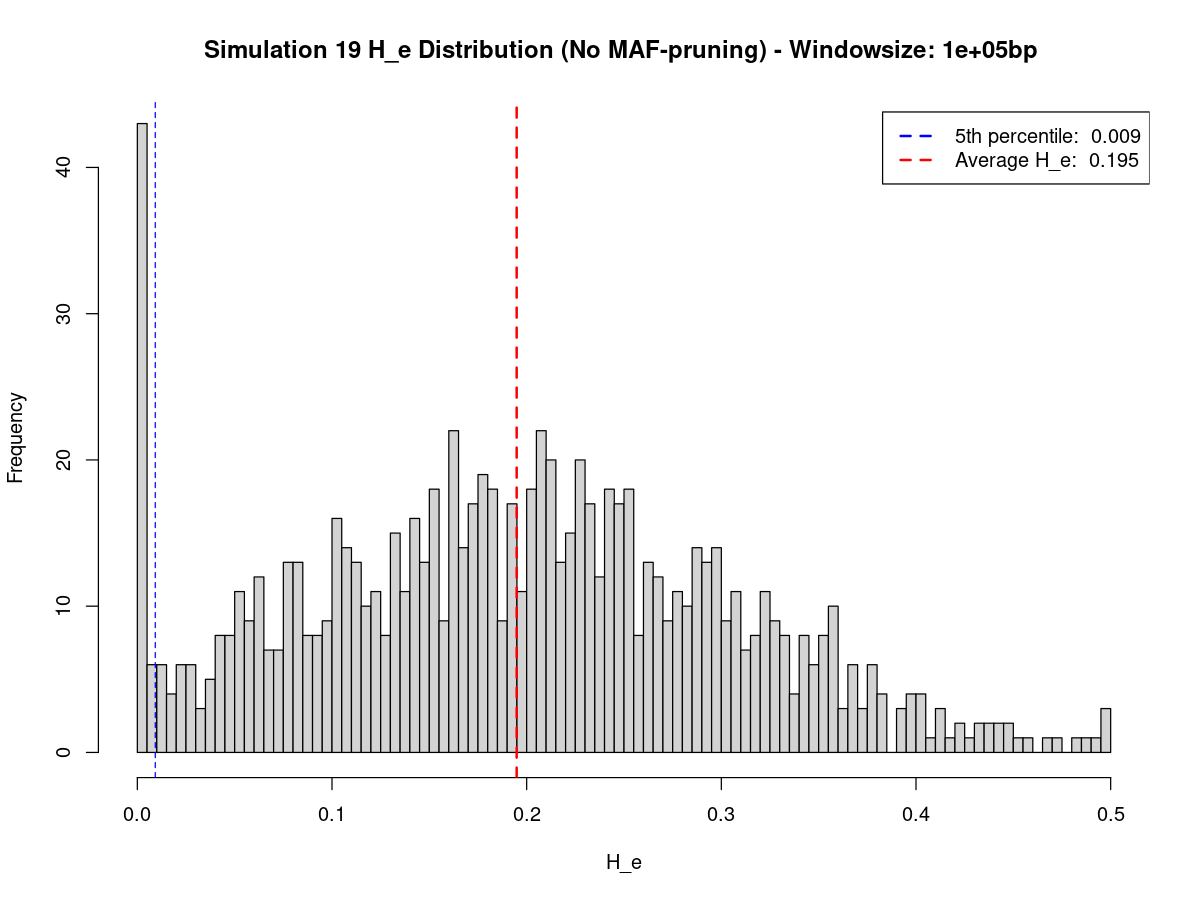 Simulation 19 H_e Distribution (No MAF-pruning) - Windowsize: 1e+05bp
5th percentile: 0.009
Average H_e: 0.195
Frequency
40
30
20
10
0
0.0 0.1 0.2 0.3 0.4 0.5
H_e